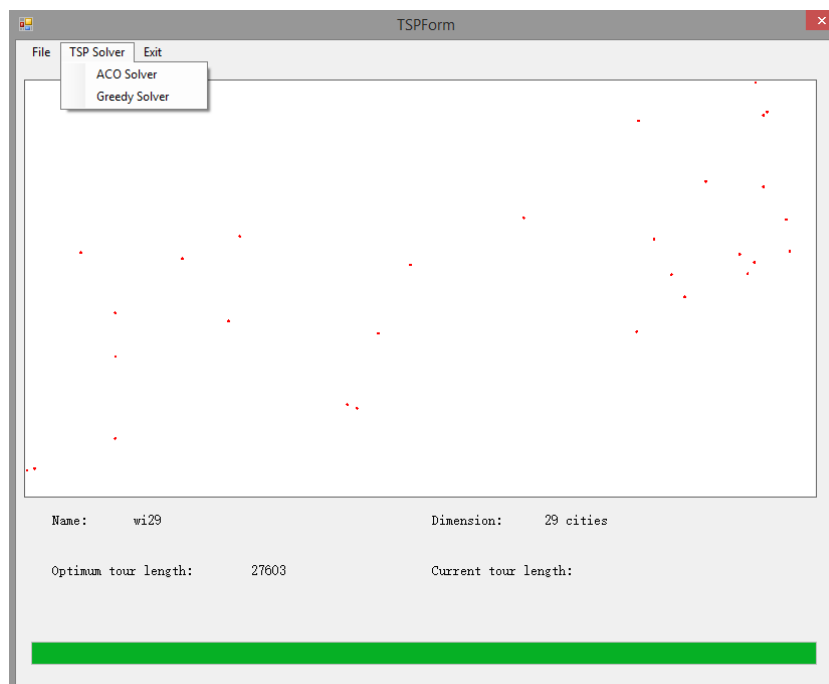 TSPForm
File TSP Solver Exit
ACO Solver
Greedy Solver
Name: wi29 Dimension: 29 cities
Optimum tour length: 27603 Current tour length: